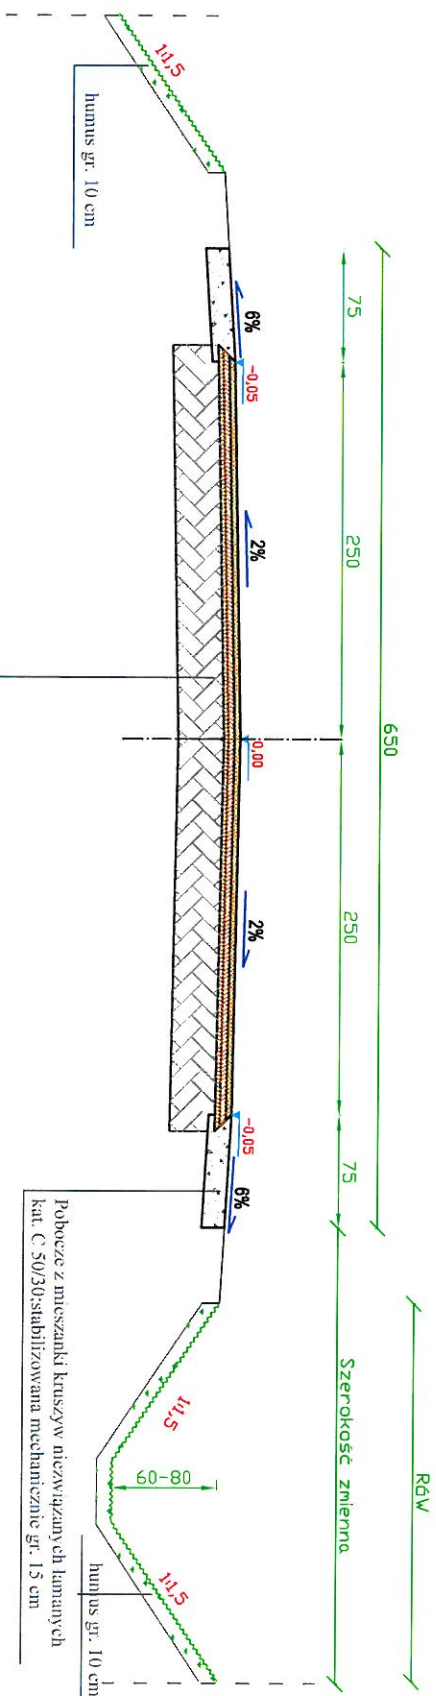 RÓW
650
Szerokość zmienna
75
250
250
75
6%
-0,05
2%
0,00
2%
-0,05
6%
1:1,5
humus gr. 10 cm
1:1,5
60-80
1:1,5
humus gr. 10 cm
Pobocze z mieszanki kruszyw niezwiązanych łamanych
kat. C 50/30;stabilizowana mechanicznie gr. 15 cm